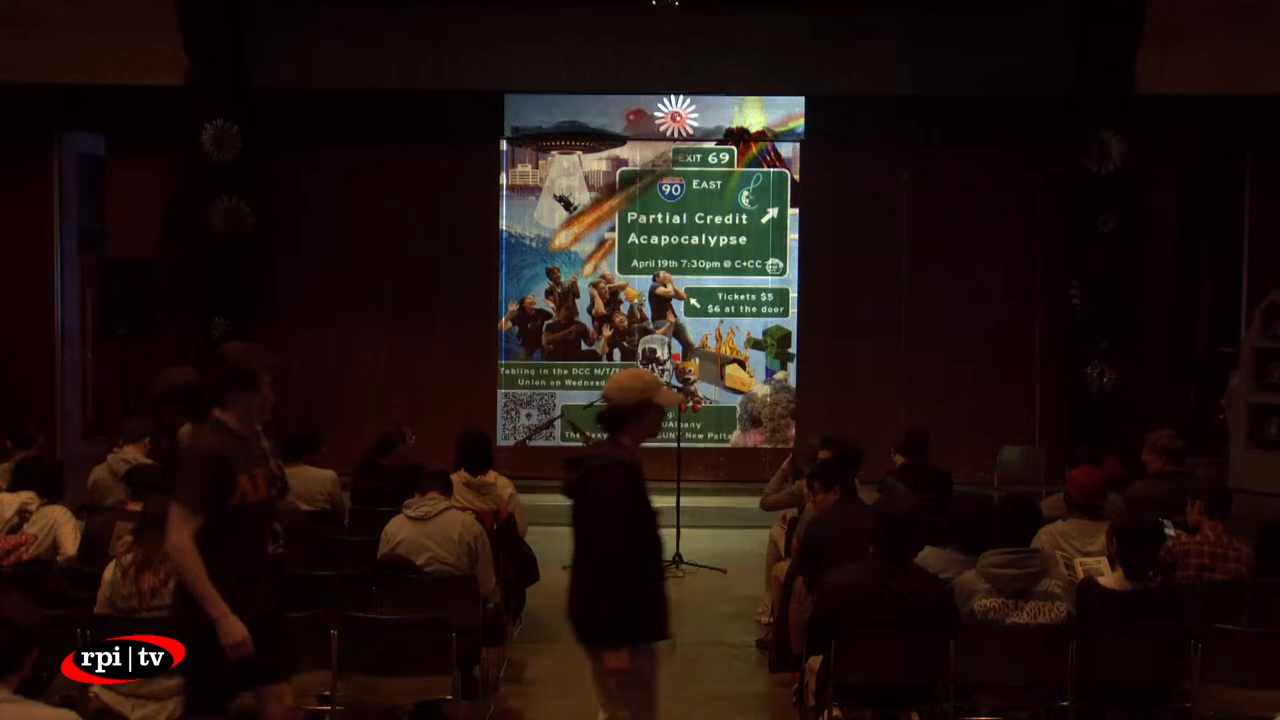 EXIT 69
90 EAST
Partial Credit
Acapocalypse
April 19th 7:30pm @ C+CC
Tickets $5
$6 at the door
Tabling in the DCC M/T/
Union on Wednesd
The SUNY New Paltz
rpi|tv